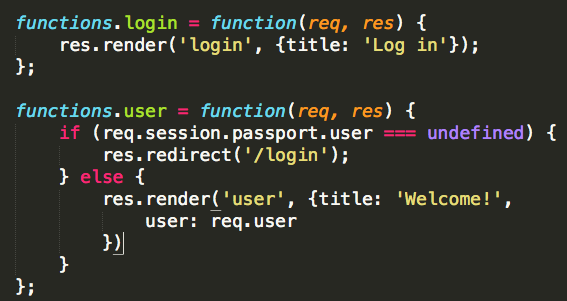 functions.login = function(req, res) {
    res.render('login', {title: 'Log in'});
};

functions.user = function(req, res) {
    if (req.session.passport.user === undefined) {
        res.redirect('/login');
    } else {
        res.render('user', {title: 'Welcome!',
            user: req.user
        })
    }
};